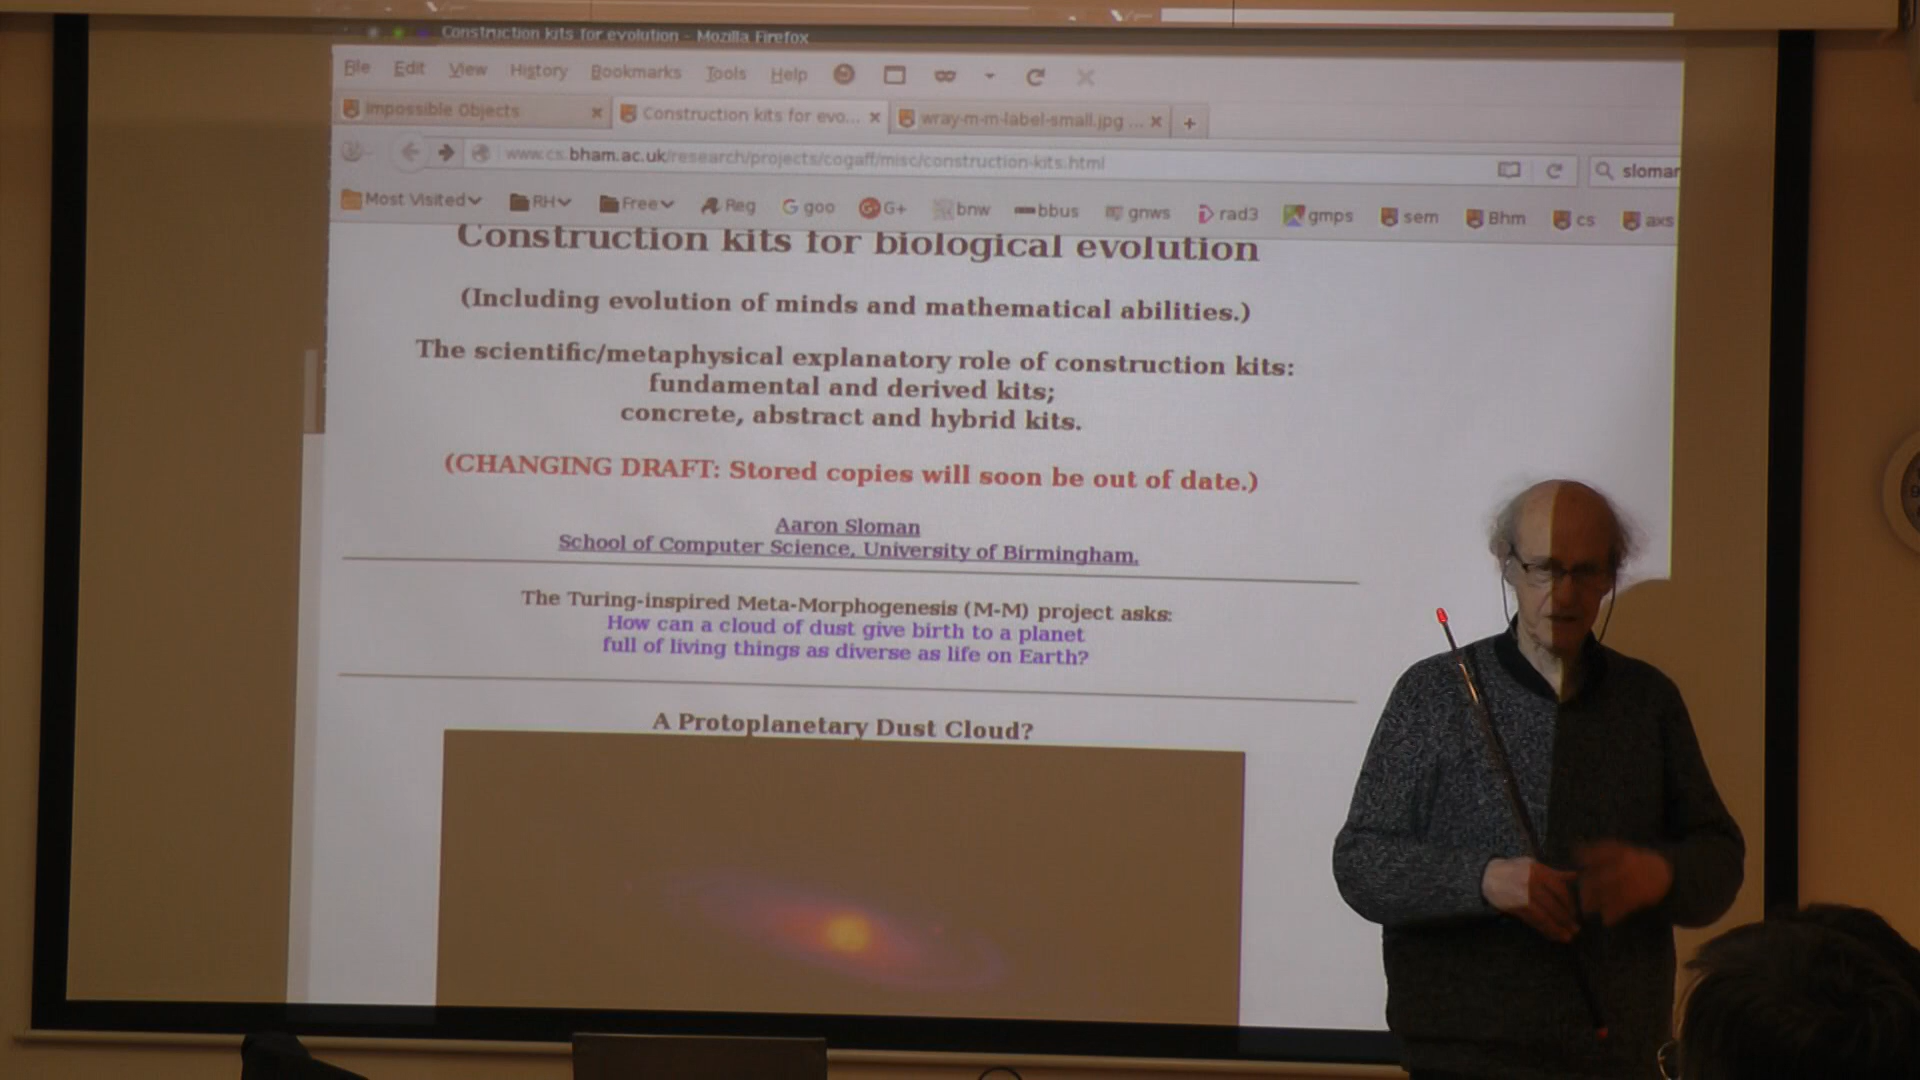 Construction kits for evolution - Mozilla Firefox
File Edit View History Bookmarks Tools Help
Impossible Objects
Construction kits for evo...
wray-m-m-label-small.jpg ...
www.cs.bham.ac.uk/research/projects/cogaff/misc/construction-kits.html
sloman
Most Visited RH Free Reg goo G+ bnw bbus gnws rad3 gmps sem Bhm cs axs
Construction kits for biological evolution
(Including evolution of minds and mathematical abilities.)
The scientific/metaphysical explanatory role of construction kits:
fundamental and derived kits;
concrete, abstract and hybrid kits.
(CHANGING DRAFT: Stored copies will soon be out of date.)
Aaron Sloman
School of Computer Science, University of Birmingham.
The Turing-inspired Meta-Morphogenesis (M-M) project asks:
How can a cloud of dust give birth to a planet
full of living things as diverse as life on Earth?
A Protoplanetary Dust Cloud?